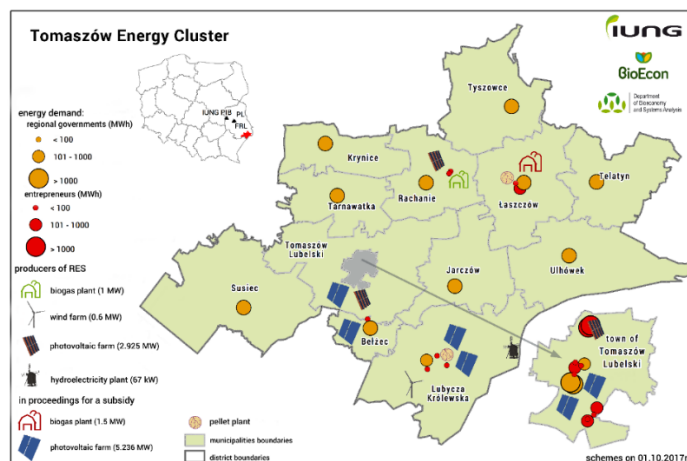 Tomaszów Energy Cluster
IUNG
BioEcon
Department
of Bioeconomy
and Systems Analysis
IUNG PIB
PL
FRL
energy demand:
regional governments (MWh)
< 100
101 - 1000
> 1000
entrepreneurs (MWh)
< 100
101 - 1000
> 1000
producers of RES
biogas plant (1 MW)
wind farm (0.6 MW)
photovoltaic farm (2.925 MW)
hydroelectricity plant (67 kW)
in proceedings for a subsidy
biogas plant (1.5 MW)
photovoltaic farm (5.236 MW)
pellet plant
municipalities boundaries
district boundaries
Tyszowce
Krynice
Rachanie
Łaszczów
Telatyn
Tarnawatka
Tomaszów
Lubelski
Susiec
Jarczów
Ulhówek
Bełżec
Lubycza
Królewska
town of
Tomaszów
Lubelski
schemes on 01.10.2017r